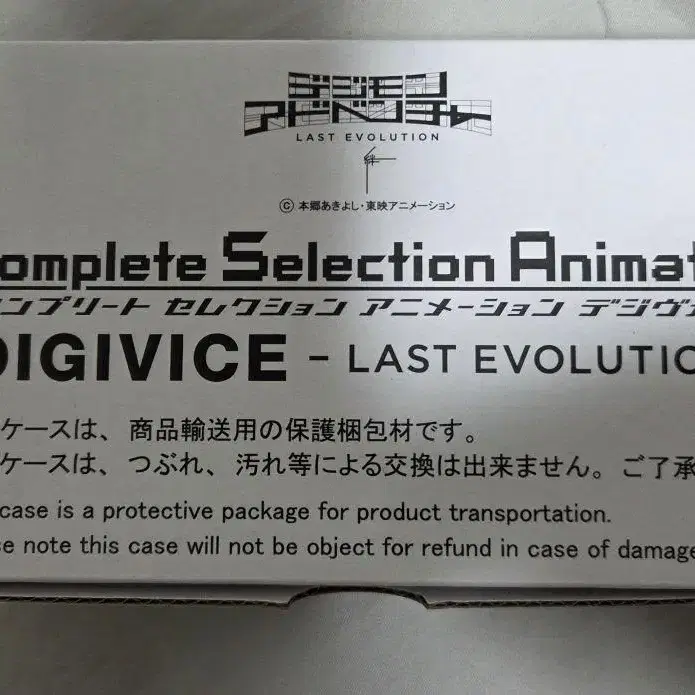 デジモン
アドベンチャー
LAST EVOLUTION
絆
© 本郷あきよし・東映アニメーション
omplete Selection Animat
ンプリート セレクション アニメーション デジヴ
DIGIVICE - LAST EVOLUTIO
ケースは、商品輸送用の保護梱包材です。
ケースは、つぶれ、汚れ等による交換は出来ません。ご了承
case is a protective package for product transportation.
se note this case will not be object for refund in case of damage